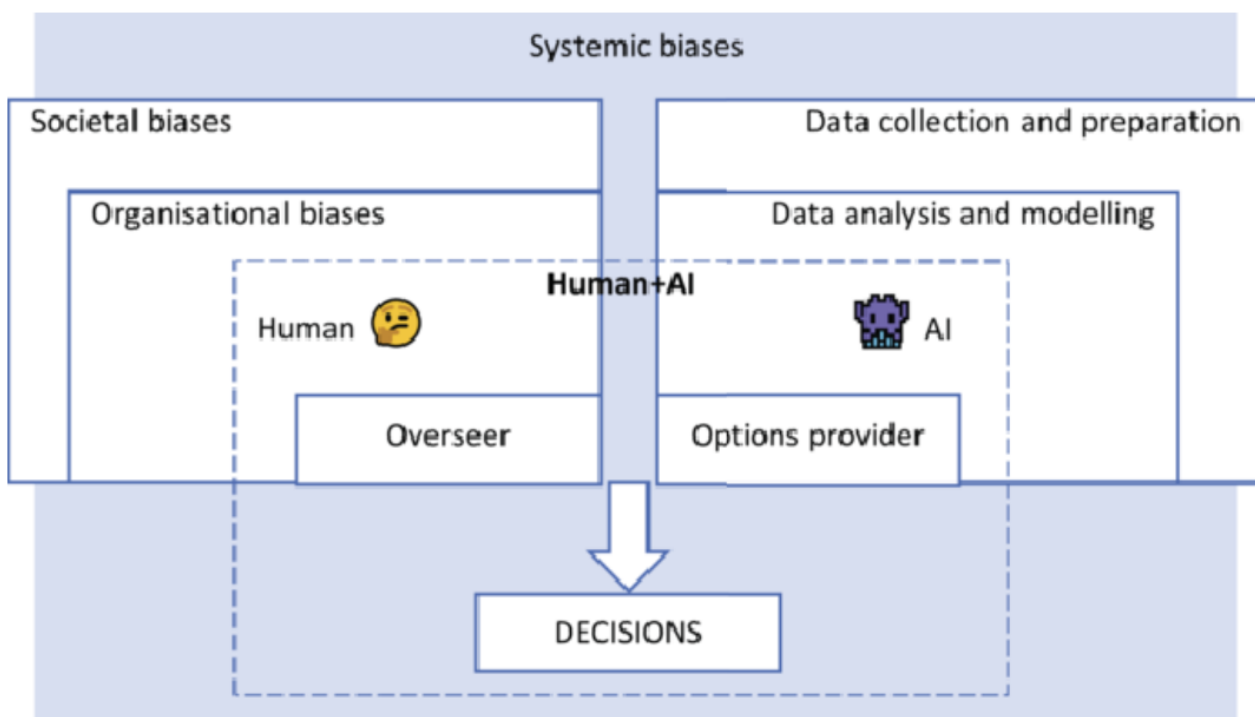 Systemic biases
Societal biases
Data collection and preparation
Organisational biases
Data analysis and modelling
Human+AI
Human
AI
Overseer
Options provider
DECISIONS